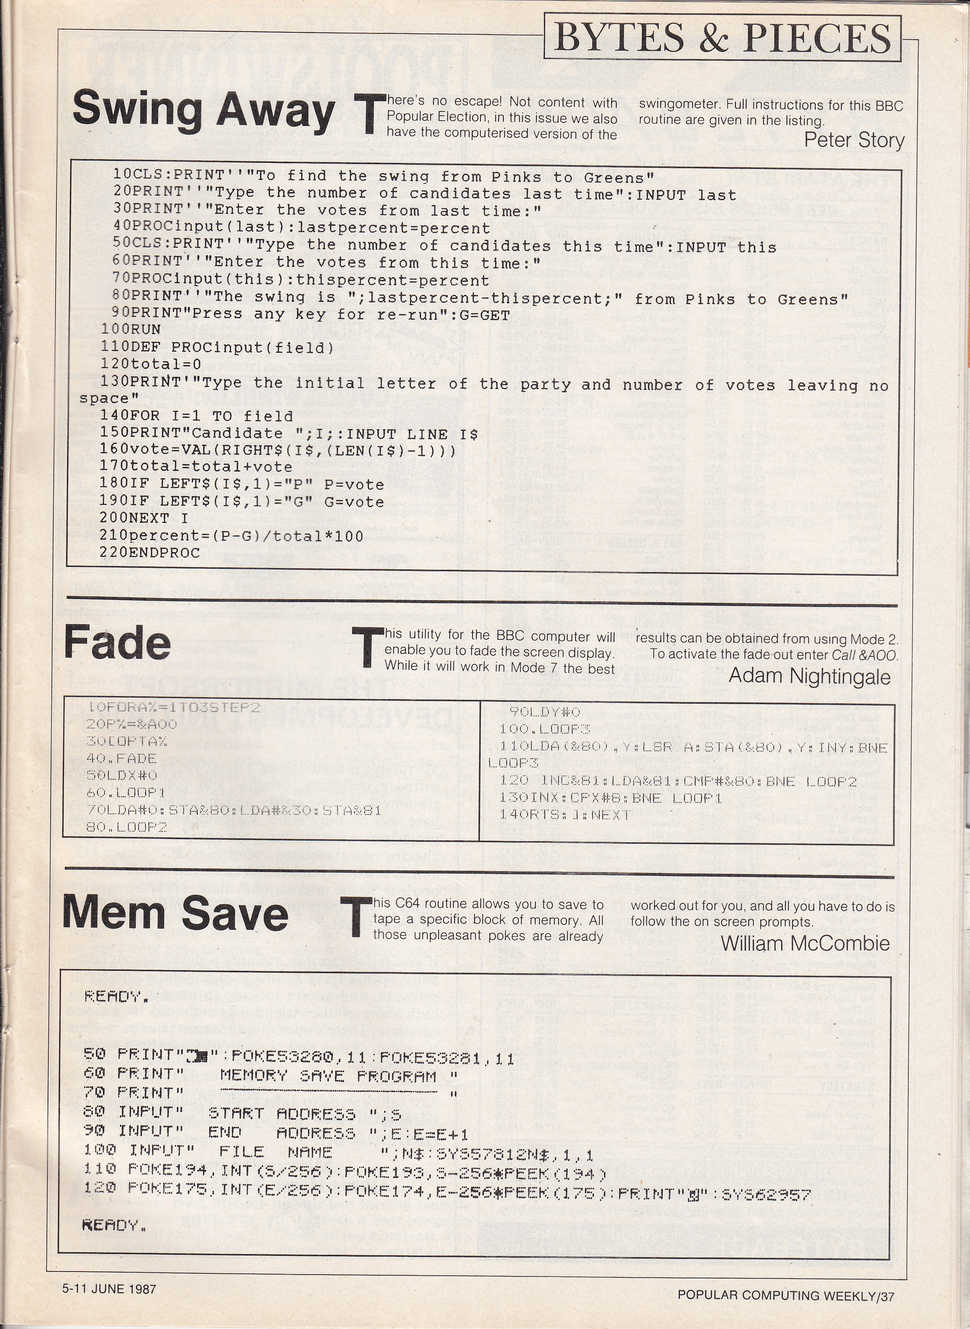 BYTES & PIECES
Swing Away
There's no escape! Not content with
Popular Election, in this issue we also
have the computerised version of the
swingometer. Full instructions for this BBC
routine are given in the listing.
Peter Story
10CLS:PRINT''"To find the swing from Pinks to Greens"
20PRINT''"Type the number of candidates last time":INPUT last
30PRINT''"Enter the votes from last time:"
40PROCinput(last):lastpercent=percent
50CLS:PRINT''"Type the number of candidates this time":INPUT this
60PRINT''"Enter the votes from this time:"
70PROCinput(this):thispercent=percent
80PRINT''"The swing is ";lastpercent-thispercent;" from Pinks to Greens"
90PRINT"Press any key for re-run":G=GET
100RUN
110DEF PROCinput(field)
120total=0
130PRINT'"Type the initial letter of the party and number of votes leaving no
space"
140FOR I=1 TO field
150PRINT"Candidate ";I;:INPUT LINE I$
160vote=VAL(RIGHT$(I$,(LEN(I$)-1)))
170total=total+vote
180IF LEFT$(I$,1)="P" P=vote
190IF LEFT$(I$,1)="G" G=vote
200NEXT I
210percent=(P-G)/total*100
220ENDPROC
Fade
This utility for the BBC computer will
enable you to fade the screen display.
While it will work in Mode 7 the best
results can be obtained from using Mode 2.
To activate the fade out enter Call &AOO.
Adam Nightingale
10FORA%=1TO3STEP2
20P%=&A00
30[OPTA%
40.FADE
50LDX#0
60.LOOP1
70LDA#0:STA&80:LDA#&30:STA&81
80.LOOP2
90LDY#0
100.LOOP3
110LDA(&80),Y:LSR A:STA(&80),Y:INY:BNE
LOOP3
120 INC&81:LDA&81:CMP#&80:BNE LOOP2
130INX:CPX#8:BNE LOOP1
140RTS:]:NEXT
Mem Save
This C64 routine allows you to save to
tape a specific block of memory. All
those unpleasant pokes are already
worked out for you, and all you have to do is
follow the on screen prompts.
William McCombie
READY.
50 PRINT"":POKE53280,11:POKE53281,11
60 PRINT" MEMORY SAVE PROGRAM "
70 PRINT" ──────────────────── "
80 INPUT" START ADDRESS ";S
90 INPUT" END ADDRESS ";E:E=E+1
100 INPUT" FILE NAME ";N$:SYS57812N$,1,1
110 POKE194,INT(S/256):POKE193,S-256*PEEK(194)
120 POKE175,INT(E/256):POKE174,E-256*PEEK(175):PRINT"":SYS62957
READY.
5-11 JUNE 1987
POPULAR COMPUTING WEEKLY/37